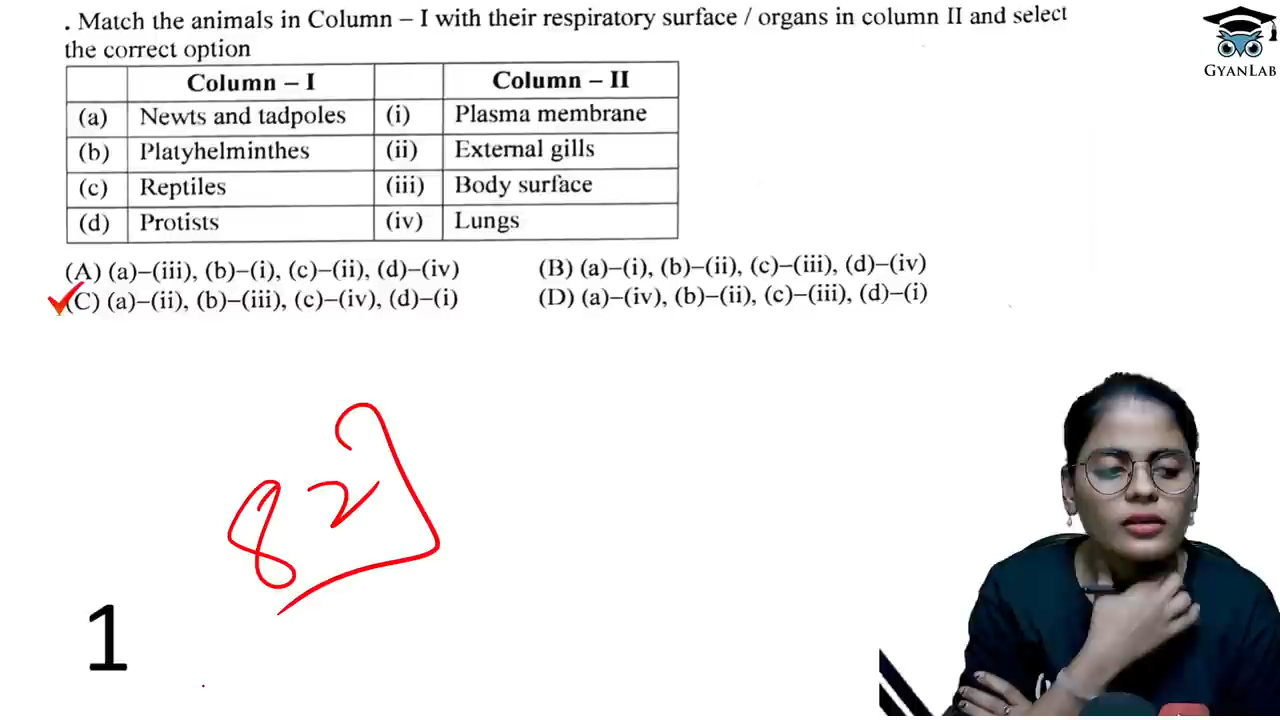 . Match the animals in Column – I with their respiratory surface / organs in column II and select
the correct option
GYANLAB
Column – I Column – II
(a) Newts and tadpoles (i) Plasma membrane
(b) Platyhelminthes (ii) External gills
(c) Reptiles (iii) Body surface
(d) Protists (iv) Lungs
(A) (a)–(iii), (b)–(i), (c)–(ii), (d)–(iv) (B) (a)–(i), (b)–(ii), (c)–(iii), (d)–(iv)
(C) (a)–(ii), (b)–(iii), (c)–(iv), (d)–(i) (D) (a)–(iv), (b)–(ii), (c)–(iii), (d)–(i)
82
1